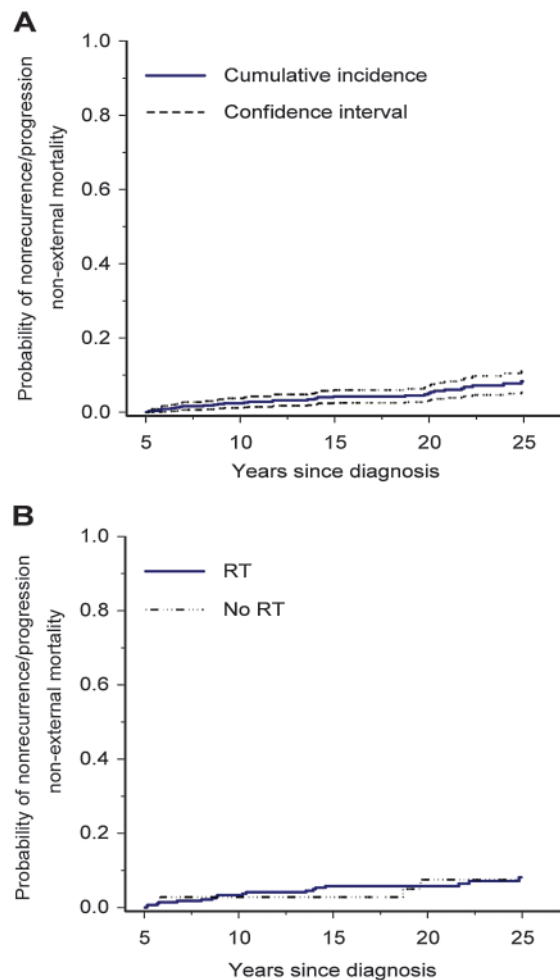 A
Probability of nonrecurrence/progression
non-external mortality
1.0
0.8
0.6
0.4
0.2
0.0
Cumulative incidence
Confidence interval
5 10 15 20 25
Years since diagnosis
B
Probability of nonrecurrence/progression
non-external mortality
1.0
0.8
0.6
0.4
0.2
0.0
RT
No RT
5 10 15 20 25
Years since diagnosis